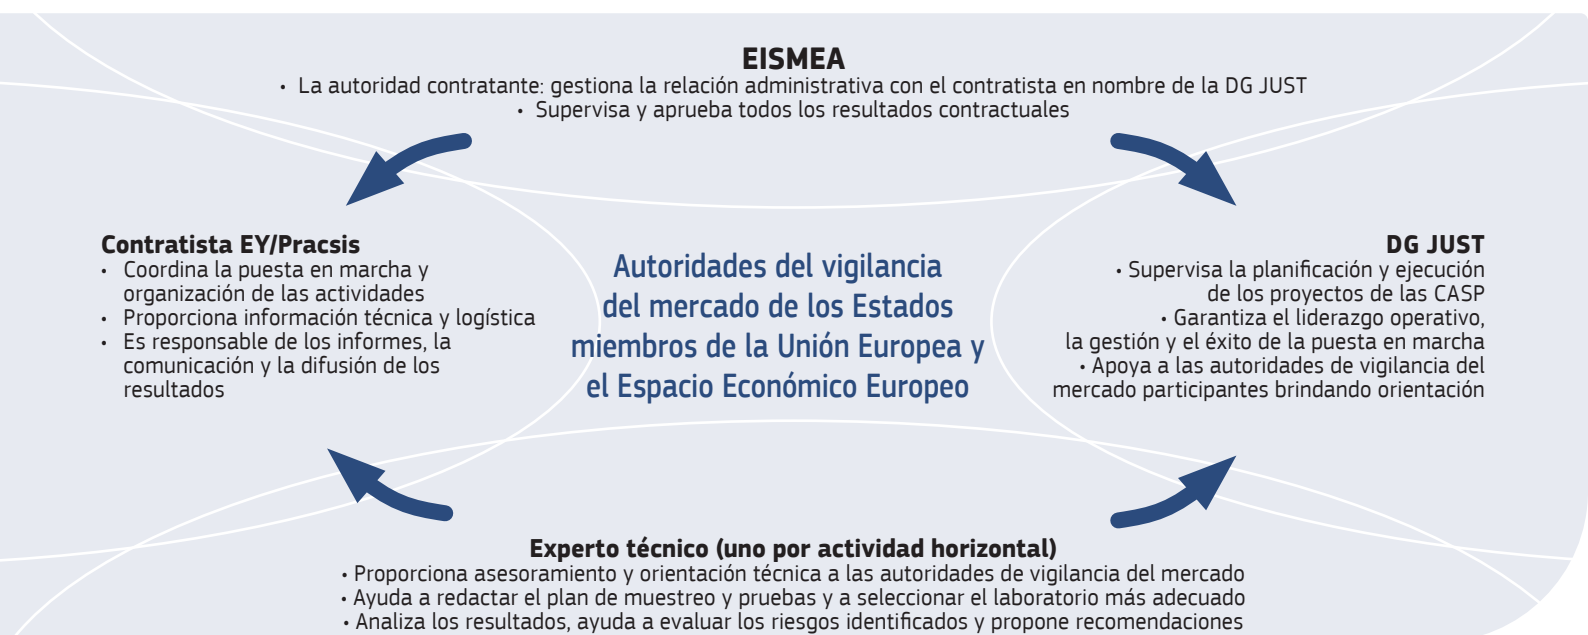 EISMEA
• La autoridad contratante: gestiona la relación administrativa con el contratista en nombre de la DG JUST
• Supervisa y aprueba todos los resultados contractuales
Contratista EY/Pracsis
• Coordina la puesta en marcha y
organización de las actividades
• Proporciona información técnica y logística
• Es responsable de los informes, la
comunicación y la difusión de los
resultados
Autoridades del vigilancia
del mercado de los Estados
miembros de la Unión Europea y
el Espacio Económico Europeo
DG JUST
• Supervisa la planificación y ejecución
de los proyectos de las CASP
• Garantiza el liderazgo operativo,
la gestión y el éxito de la puesta en marcha
• Apoya a las autoridades de vigilancia del
mercado participantes brindando orientación
Experto técnico (uno por actividad horizontal)
• Proporciona asesoramiento y orientación técnica a las autoridades de vigilancia del mercado
• Ayuda a redactar el plan de muestreo y pruebas y a seleccionar el laboratorio más adecuado
• Analiza los resultados, ayuda a evaluar los riesgos identificados y propone recomendaciones